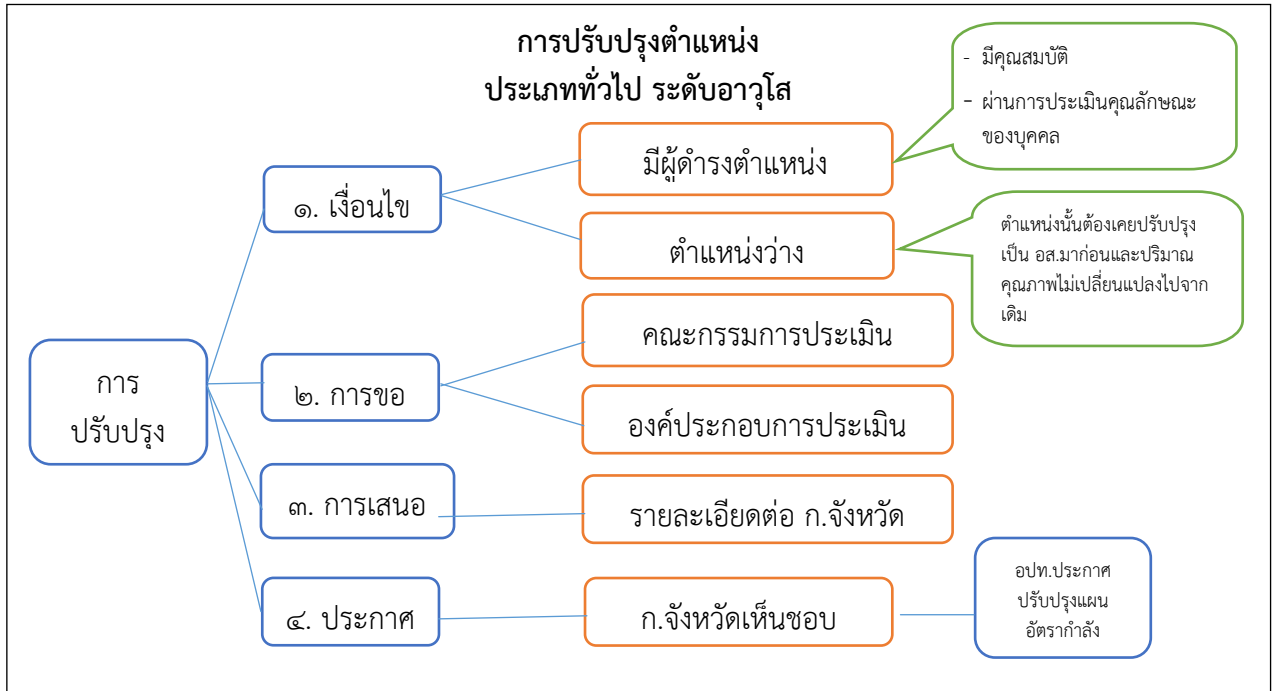 การปรับปรุงตำแหน่ง
ประเภททั่วไป ระดับอาวุโส
- มีคุณสมบัติ
- ผ่านการประเมินคุณลักษณะ
ของบุคคล
มีผู้ดำรงตำแหน่ง
๑. เงื่อนไข
ตำแหน่งว่าง
ตำแหน่งนั้นต้องเคยปรับปรุง
เป็น อส.มาก่อนและปริมาณ
คุณภาพไม่เปลี่ยนแปลงไปจาก
เดิม
การ
ปรับปรุง
๒. การขอ
คณะกรรมการประเมิน
องค์ประกอบการประเมิน
๓. การเสนอ
รายละเอียดต่อ ก.จังหวัด
๔. ประกาศ
ก.จังหวัดเห็นชอบ
อปท.ประกาศ
ปรับปรุงแผน
อัตรากำลัง